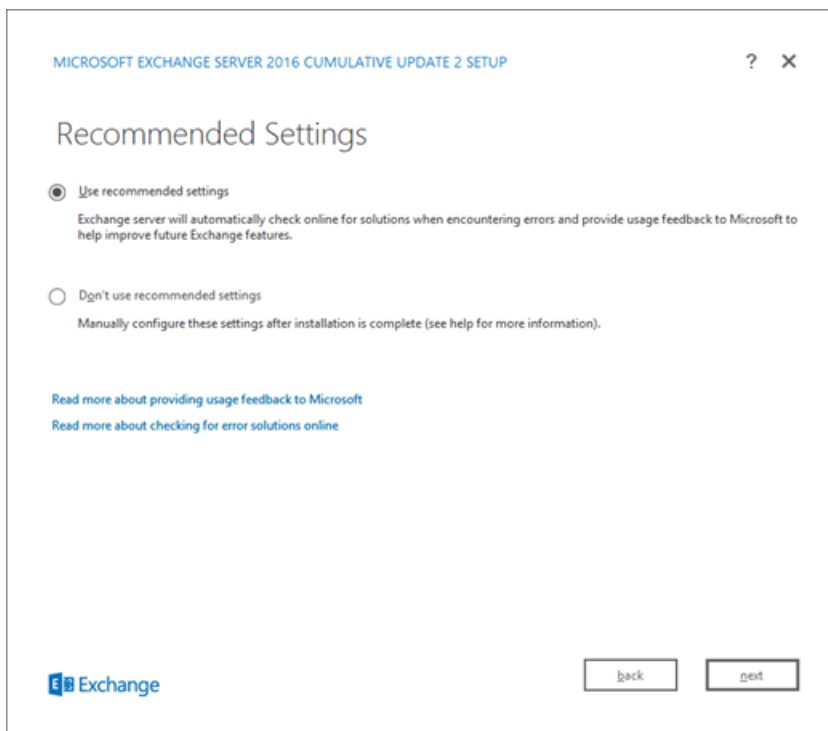 MICROSOFT EXCHANGE SERVER 2016 CUMULATIVE UPDATE 2 SETUP
? ✕
Recommended Settings
Use recommended settings
Exchange server will automatically check online for solutions when encountering errors and provide usage feedback to Microsoft to
help improve future Exchange features.
Don't use recommended settings
Manually configure these settings after installation is complete (see help for more information).
Read more about providing usage feedback to Microsoft
Read more about checking for error solutions online
E Exchange
back
next